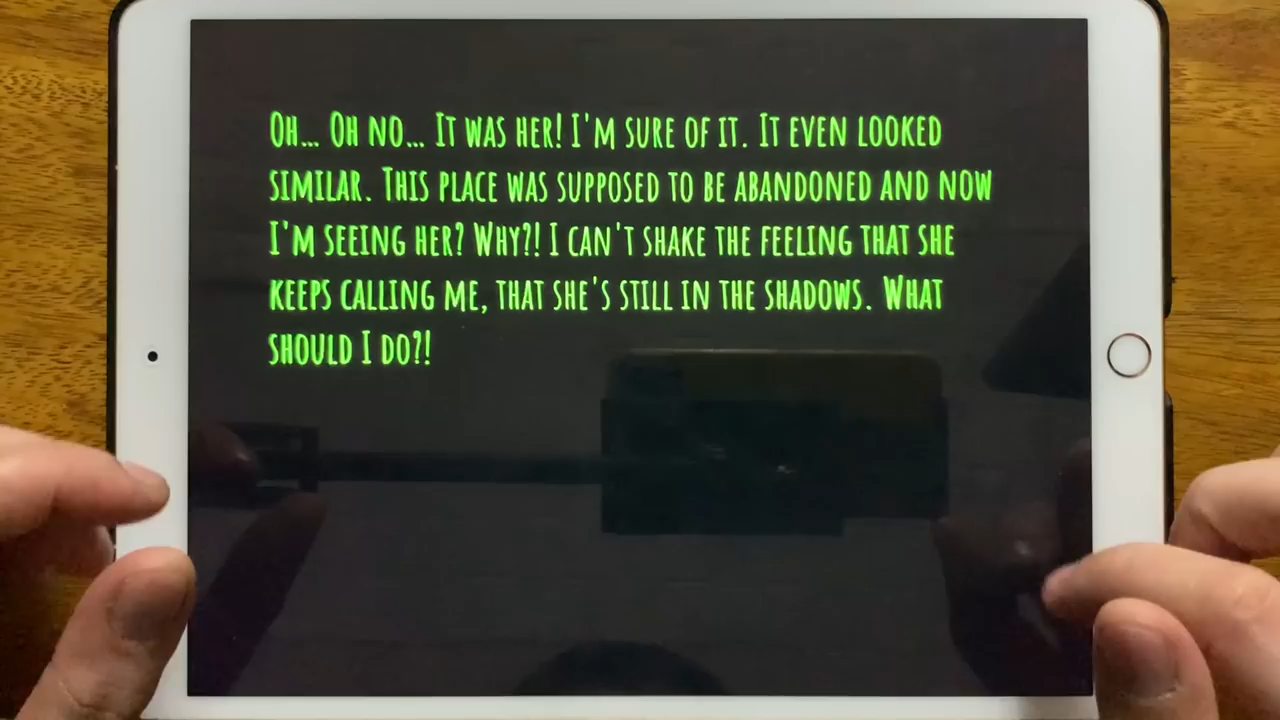 Oh... Oh no... It was her! I'm sure of it. It even looked
similar. This place was supposed to be abandoned and now
I'm seeing her? Why?! I can't shake the feeling that she
keeps calling me, that she's still in the shadows. What
should I do?!